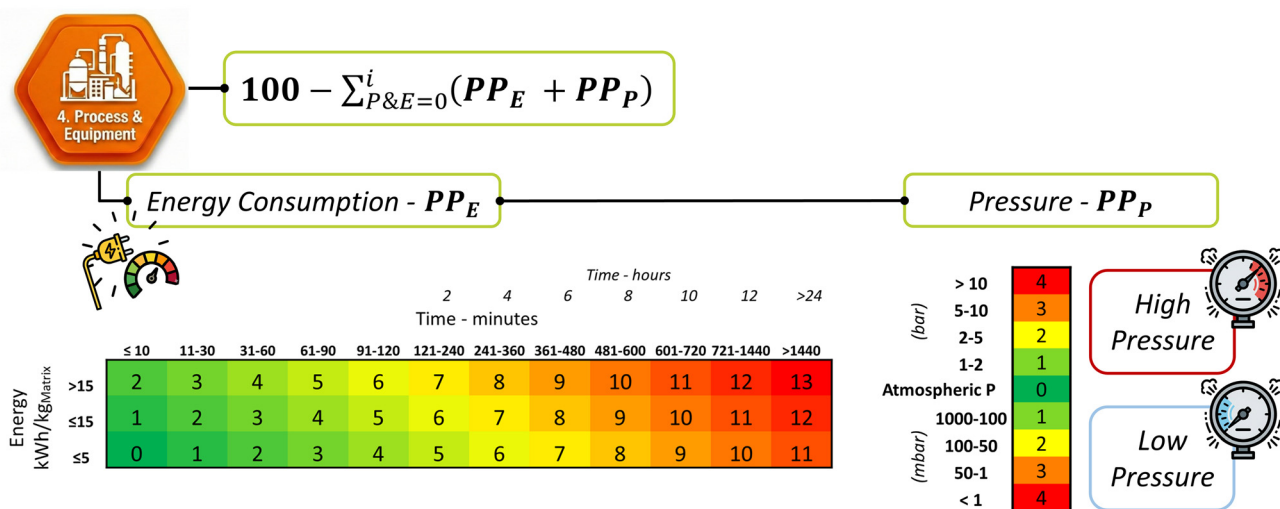 4. Process &
Equipment
100 − ∑ᵢP&E=0(PP_E + PP_P)
Energy Consumption - PP_E
Pressure - PP_P
Time - hours
2 4 6 8 10 12 >24
Time - minutes
≤ 10 11-30 31-60 61-90 91-120 121-240 241-360 361-480 481-600 601-720 721-1440 >1440
Energy
kWh/kgMatrix
>15 2 3 4 5 6 7 8 9 10 11 12 13
≤15 1 2 3 4 5 6 7 8 9 10 11 12
≤5 0 1 2 3 4 5 6 7 8 9 10 11
(bar)
> 10 4
5-10 3
2-5 2
1-2 1
Atmospheric P 0
(mbar)
1000-100 1
100-50 2
50-1 3
< 1 4
High
Pressure
Low
Pressure